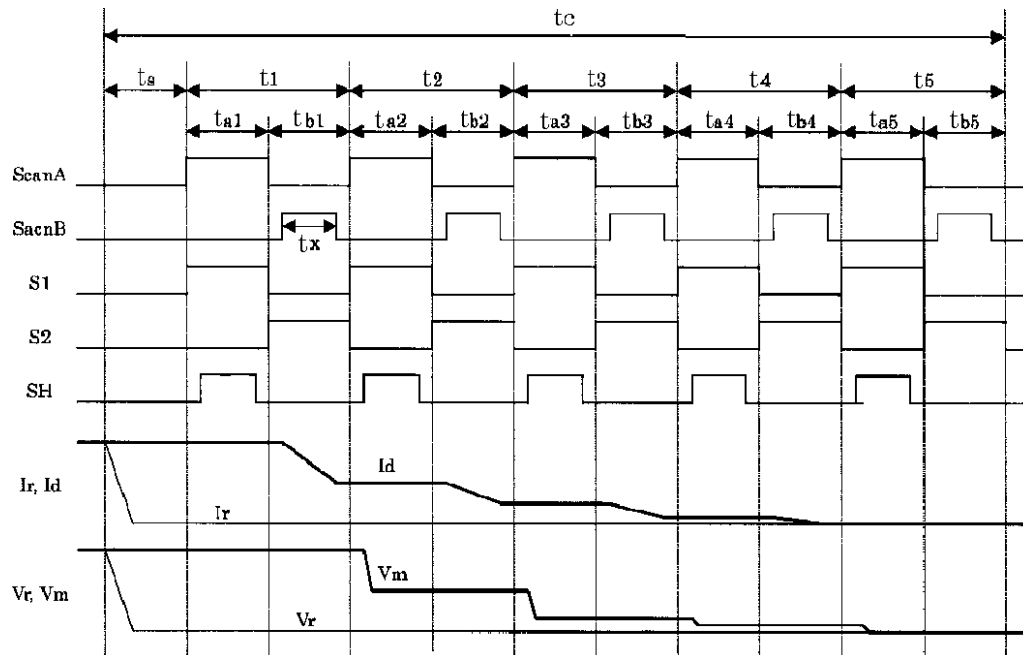 tc
ts t1 t2 t3 t4 t5
ta1 tb1 ta2 tb2 ta3 tb3 ta4 tb4 ta5 tb5
ScanA
SacnB
tx
S1
S2
SH
Ir, Id
Id
Ir
Vr, Vm
Vm
Vr